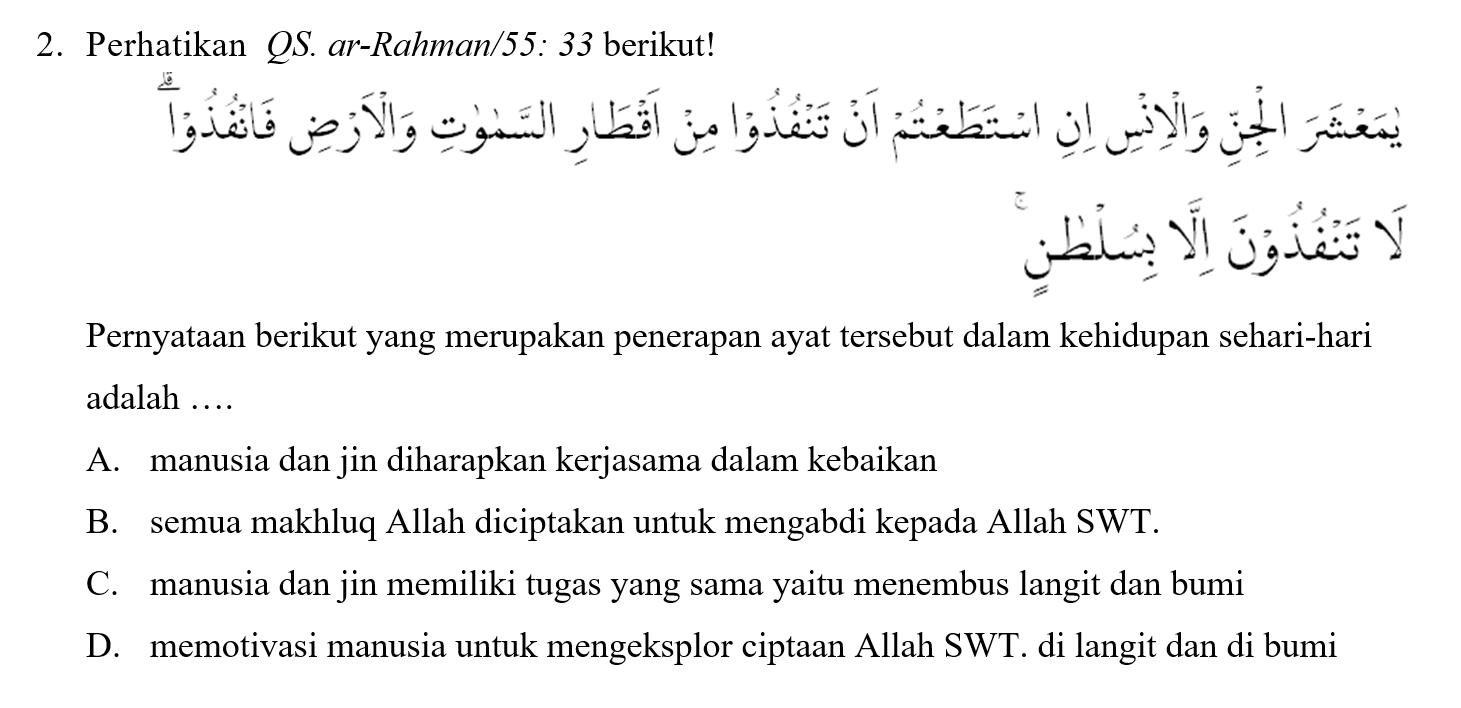 2. Perhatikan QS. ar-Rahman/55: 33 berikut!
يٰمَعْشَرَ الْجِنِّ وَالْاِنْسِ اِنِ اسْتَطَعْتُمْ اَنْ تَنْفُذُوْا مِنْ اَقْطَارِ السَّمٰوٰتِ وَالْاَرْضِ فَانْفُذُوْاۗ
لَا تَنْفُذُوْنَ اِلَّا بِسُلْطٰنٍۚ
Pernyataan berikut yang merupakan penerapan ayat tersebut dalam kehidupan sehari-hari
adalah ….
A. manusia dan jin diharapkan kerjasama dalam kebaikan
B. semua makhluq Allah diciptakan untuk mengabdi kepada Allah SWT.
C. manusia dan jin memiliki tugas yang sama yaitu menembus langit dan bumi
D. memotivasi manusia untuk mengeksplor ciptaan Allah SWT. di langit dan di bumi